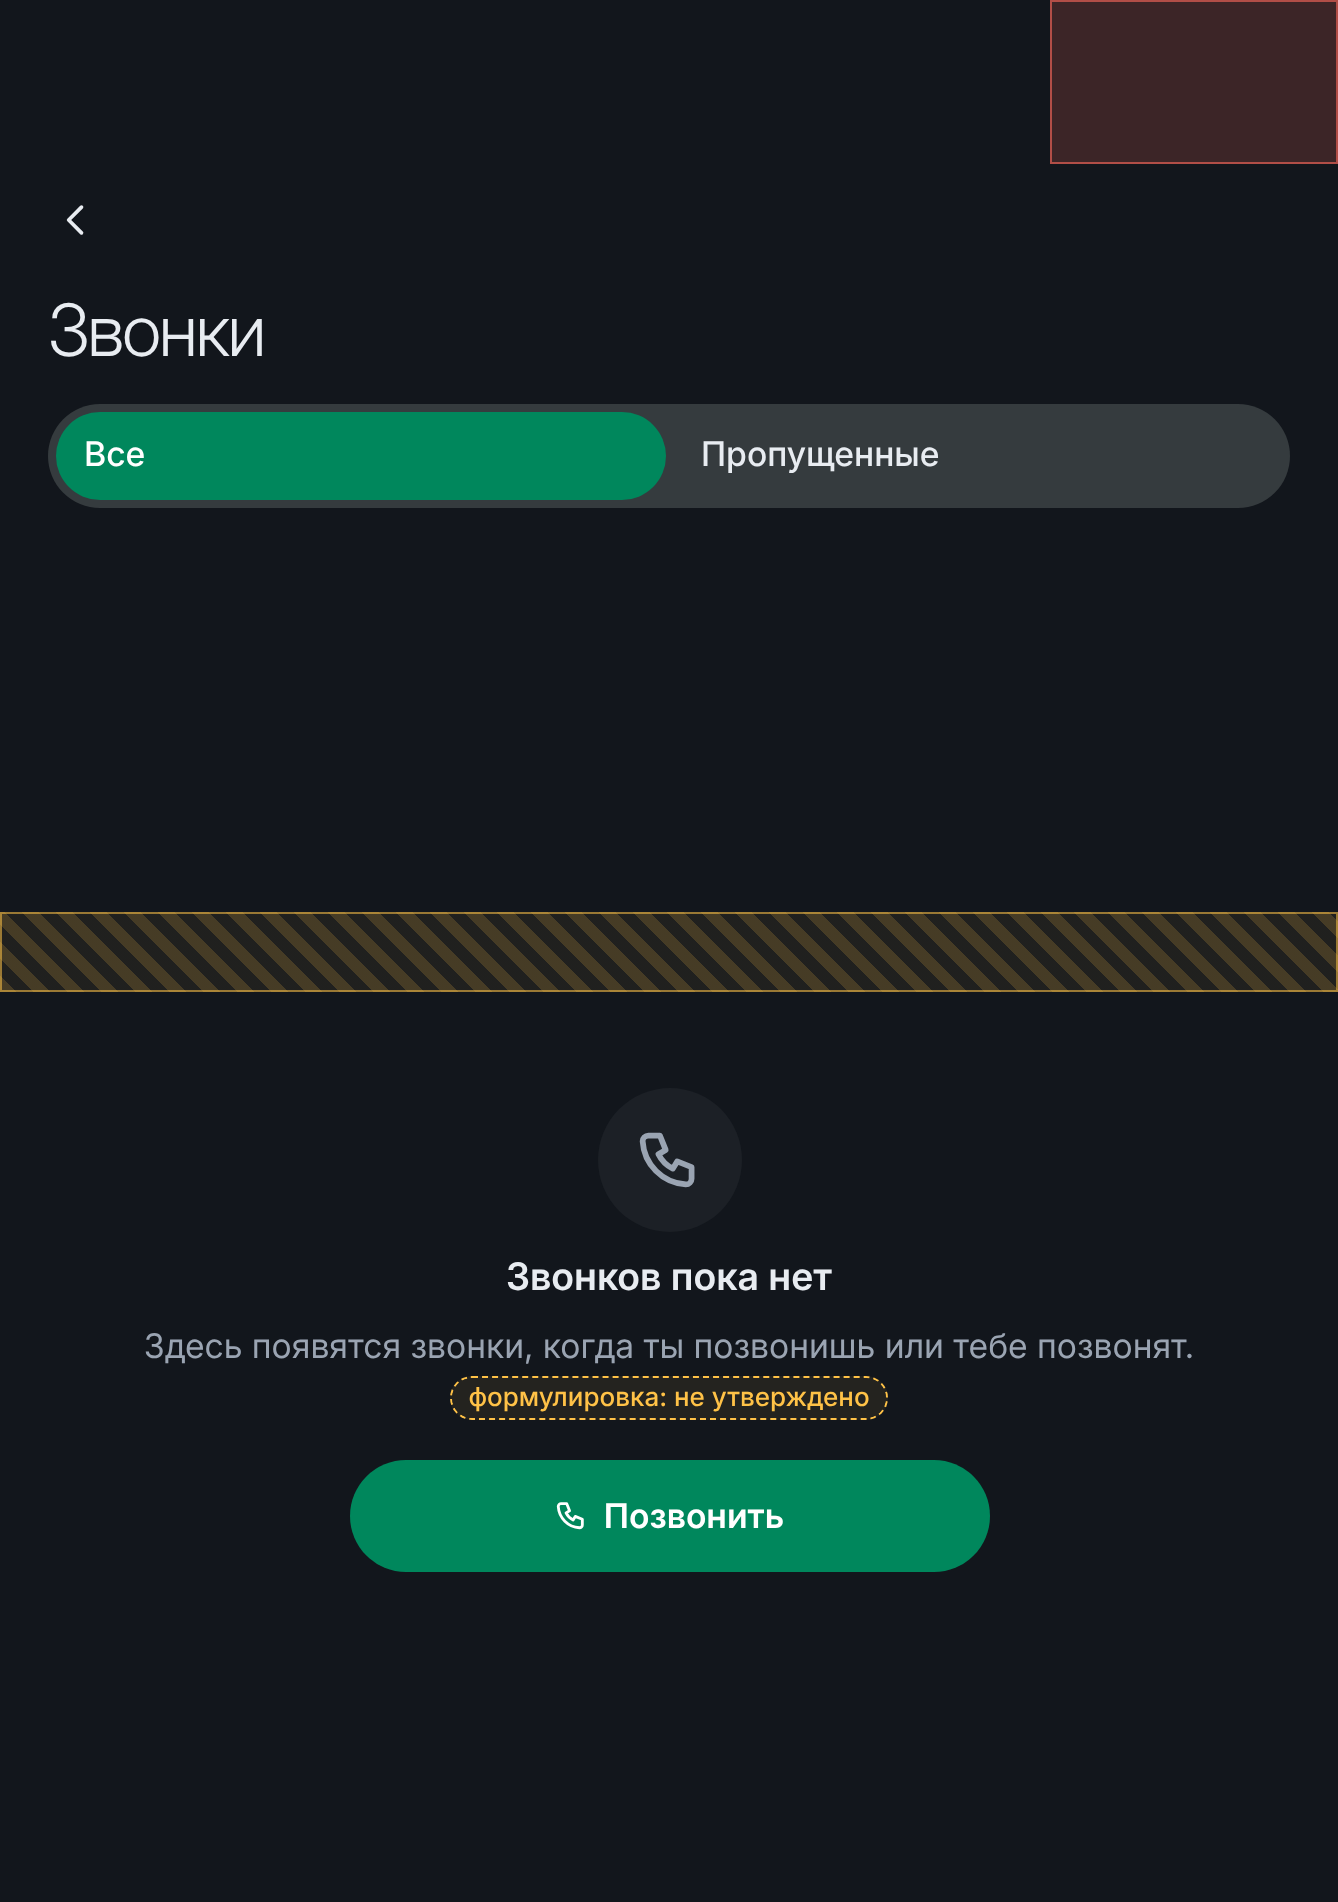 Звонки
Все
Пропущенные
Звонков пока нет
Здесь появятся звонки, когда ты позвонишь или тебе позвонят.
формулировка: не утверждено
Позвонить